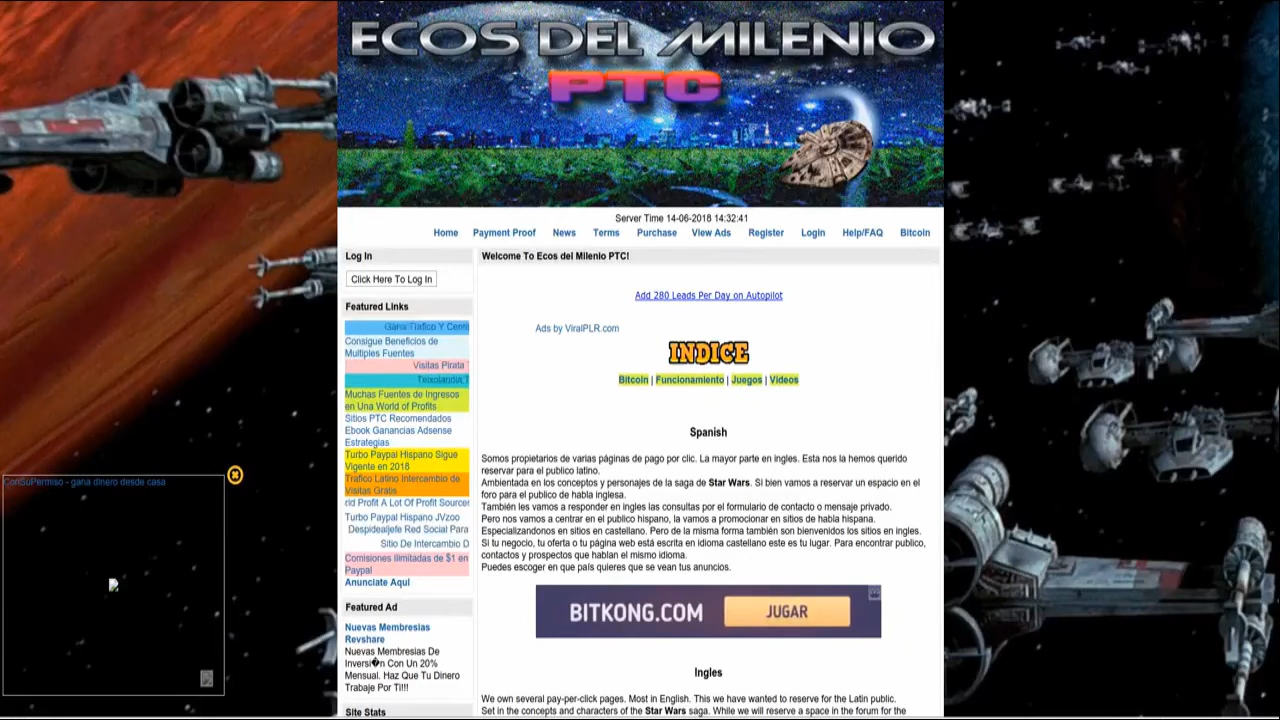 ECOS DEL MILENIO
PTC
Server Time 14-06-2018 14:32:41
Home Payment Proof News Terms Purchase View Ads Register Login Help/FAQ Bitcoin
Log In
Click Here To Log In
Featured Links
Gana Trafico Y Centi
Consigue Beneficios de
Multiples Fuentes
Visitas Pirata
Teixolandia
Muchas Fuentes de Ingresos
en Una World of Profits
Sitios PTC Recomendados
Ebook Ganancias Adsense
Estrategias
Turbo Paypal Hispano Sigue
Vigente en 2018
Trafico Latino Intercambio de
Visitas Gratis
rld Profit A Lot Of Profit Sources
Turbo Paypal Hispano JVzoo
Despidealjefe Red Social Para
Sitio De Intercambio D
Comisiones Ilimitadas de $1 en
Paypal
Anunciate Aqui
Featured Ad
Nuevas Membresias
Revshare
Nuevas Membresias De
Inversi�n Con Un 20%
Mensual. Haz Que Tu Dinero
Trabaje Por Ti!!!
Site Stats
ConSuPermiso - gana dinero desde casa
Welcome To Ecos del Milenio PTC!
Add 280 Leads Per Day on Autopilot
Ads by ViralPLR.com
INDICE
Bitcoin | Funcionamiento | Juegos | Videos
Spanish
Somos propietarios de varias páginas de pago por clic. La mayor parte en ingles. Esta nos la hemos querido
reservar para el publico latino.
Ambientada en los conceptos y personajes de la saga de Star Wars. Si bien vamos a reservar un espacio en el
foro para el publico de habla inglesa.
También les vamos a responder en ingles las consultas por el formulario de contacto o mensaje privado.
Pero nos vamos a centrar en el publico hispano, la vamos a promocionar en sitios de habla hispana.
Especializandonos en sitios en castellano. Pero de la misma forma también son bienvenidos los sitios en ingles.
Si tu negocio, tu oferta o tu página web está escrita en idioma castellano este es tu lugar. Para encontrar publico,
contactos y prospectos que hablan el mismo idioma.
Puedes escoger en que país quieres que se vean tus anuncios.
BITKONG.COM JUGAR
Ingles
We own several pay-per-click pages. Most in English. This we have wanted to reserve for the Latin public.
Set in the concepts and characters of the Star Wars saga. While we will reserve a space in the forum for the